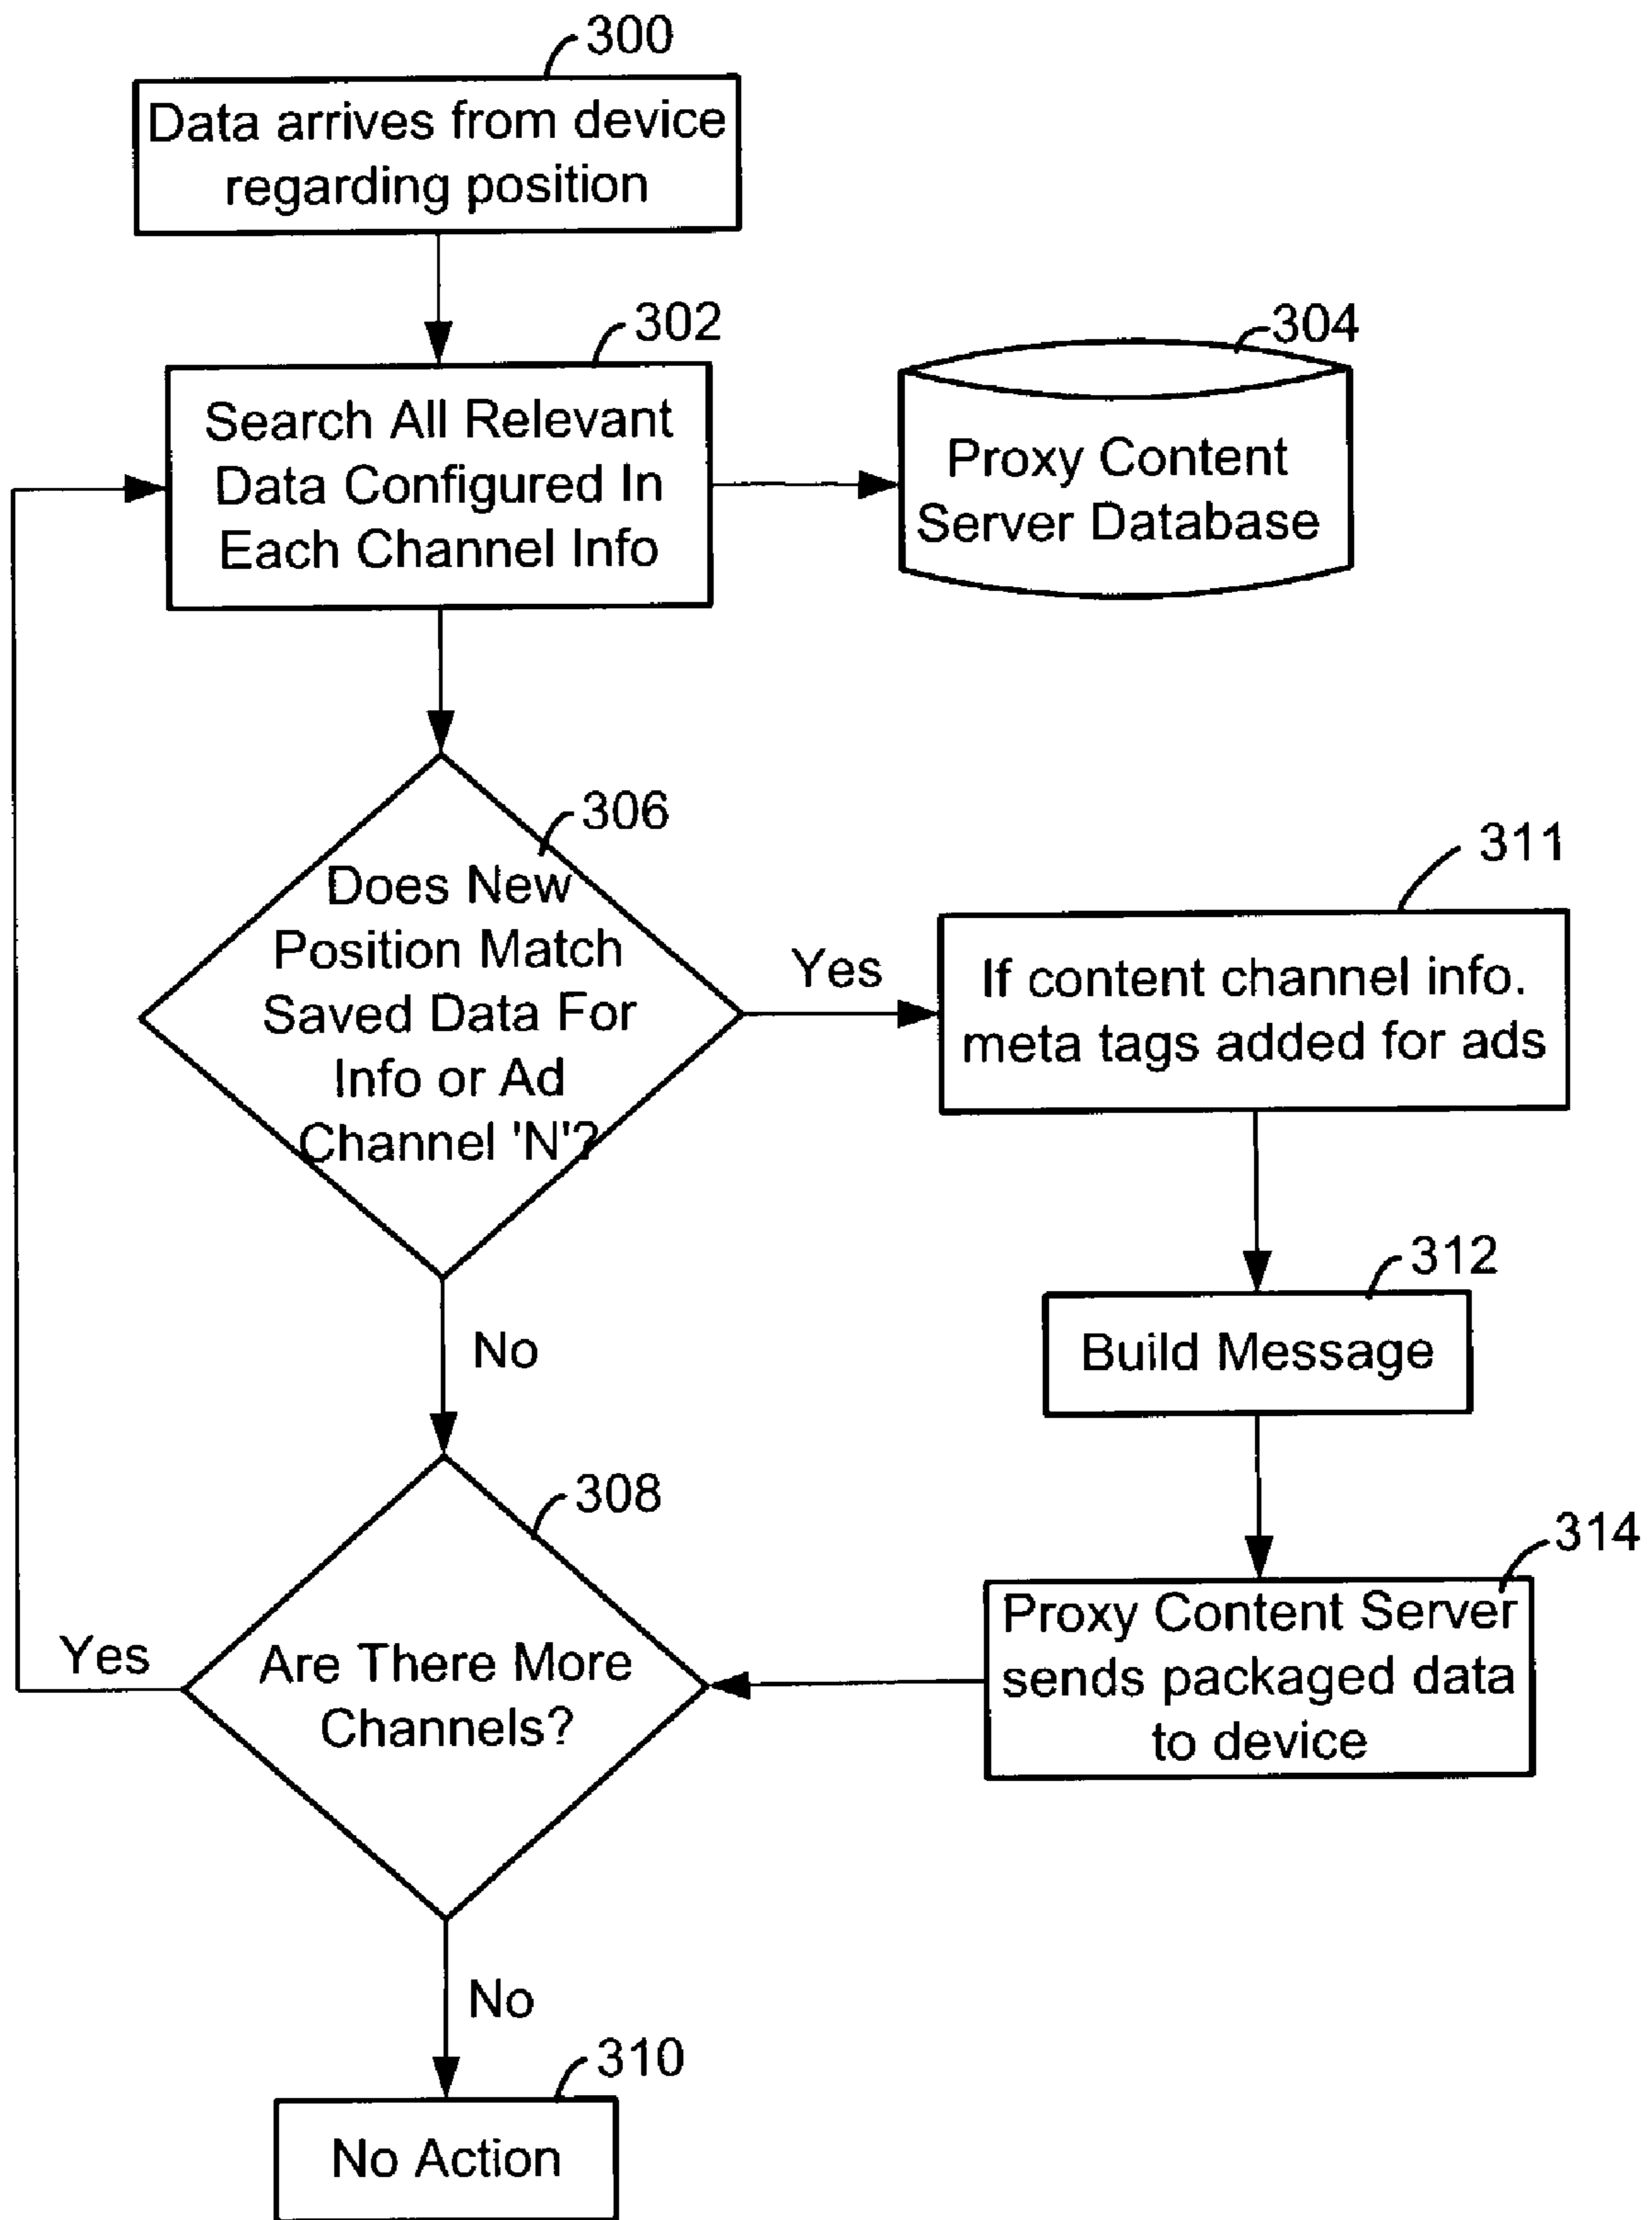 300
Data arrives from device
regarding position
302
Search All Relevant
Data Configured In
Each Channel Info
304
Proxy Content
Server Database
306
Does New
Position Match
Saved Data For
Info or Ad
Channel 'N'?
Yes
311
If content channel info.
meta tags added for ads
312
Build Message
No
308
Are There More
Channels?
Yes
314
Proxy Content Server
sends packaged data
to device
No
310
No Action